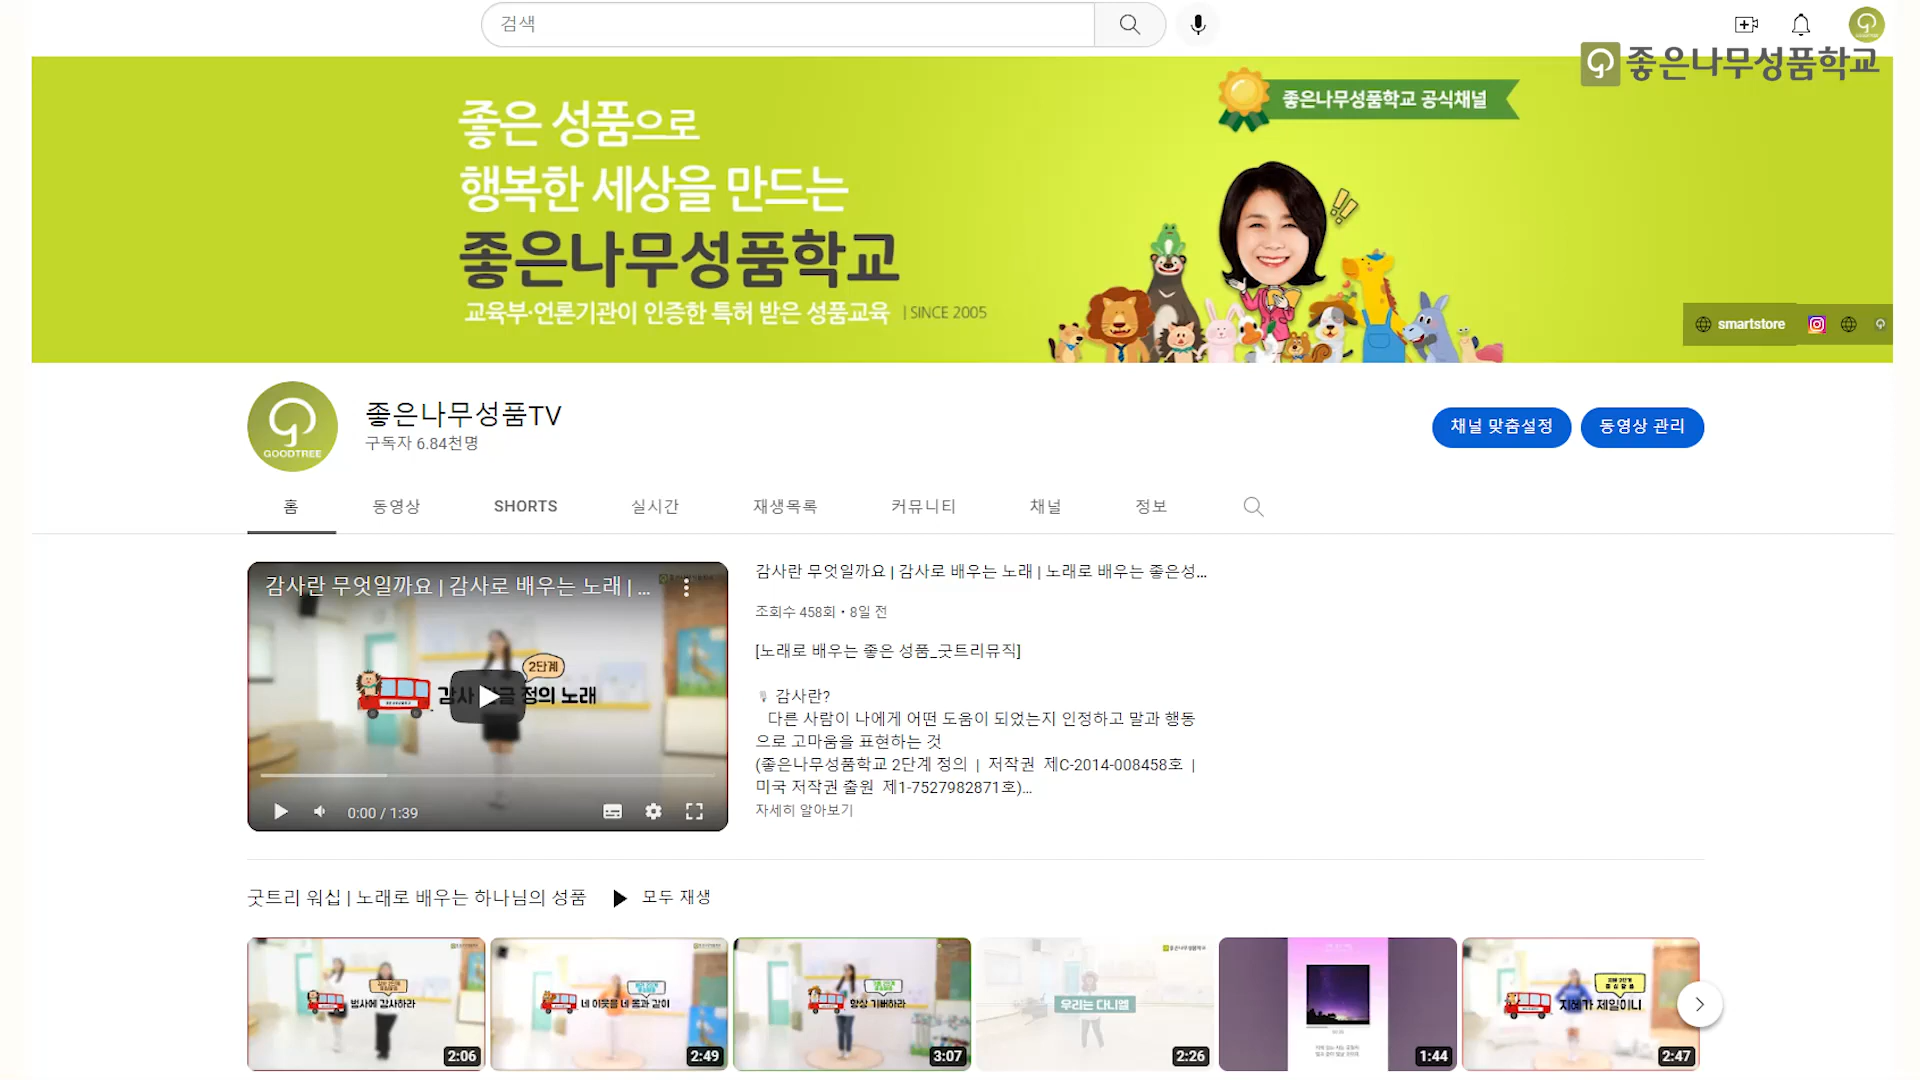 검색
좋은나무성품학교
좋은나무성품학교 공식채널
좋은 성품으로
행복한 세상을 만드는
좋은나무성품학교
교육부·언론기관이 인증한 특허 받은 성품교육 | SINCE 2005
smartstore
GOODTREE
좋은나무성품TV
구독자 6.84천명
채널 맞춤설정
동영상 관리
홈
동영상
SHORTS
실시간
재생목록
커뮤니티
채널
정보
감사란 무엇일까요 | 감사로 배우는 노래 | ...
2단계
정의 노래
0:00 / 1:39
감사란 무엇일까요 | 감사로 배우는 노래 | 노래로 배우는 좋은성...
조회수 458회 • 8일 전
[노래로 배우는 좋은 성품_굿트리뮤직]
감사란?
다른 사람이 나에게 어떤 도움이 되었는지 인정하고 말과 행동
으로 고마움을 표현하는 것
(좋은나무성품학교 2단계 정의 | 저작권 제C-2014-008458호 |
미국 저작권 출원 제1-7527982871호)...
자세히 알아보기
굿트리 워십 | 노래로 배우는 하나님의 성품
모두 재생
범사에 감사하라
2:06
네 이웃을 네 몸과 같이
2:49
항상 기뻐하라
3:07
우리는 다니엘
2:26
1:44
지혜가 제일이니
2:47